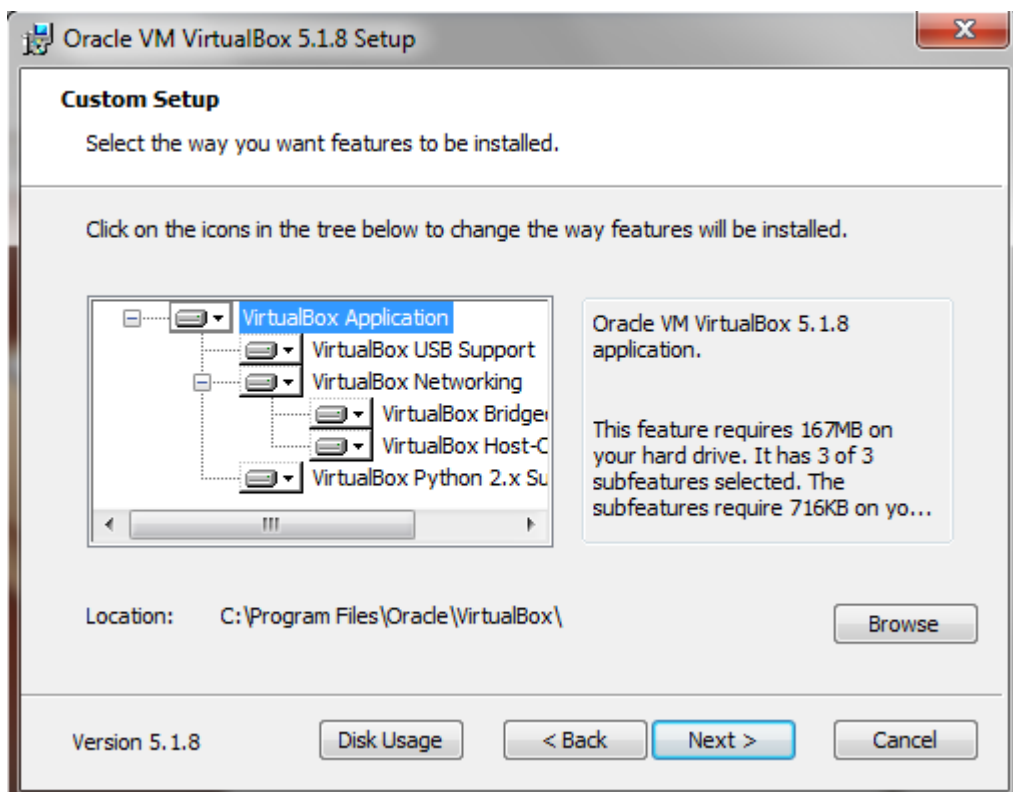 Oracle VM VirtualBox 5.1.8 Setup
Custom Setup
Select the way you want features to be installed.
Click on the icons in the tree below to change the way features will be installed.
VirtualBox Application
VirtualBox USB Support
VirtualBox Networking
VirtualBox Bridge
VirtualBox Host-C
VirtualBox Python 2.x Su
Oracle VM VirtualBox 5.1.8
application.
This feature requires 167MB on
your hard drive. It has 3 of 3
subfeatures selected. The
subfeatures require 716KB on yo...
Location: C:\Program Files\Oracle\VirtualBox\
Browse
Version 5.1.8
Disk Usage
< Back
Next >
Cancel